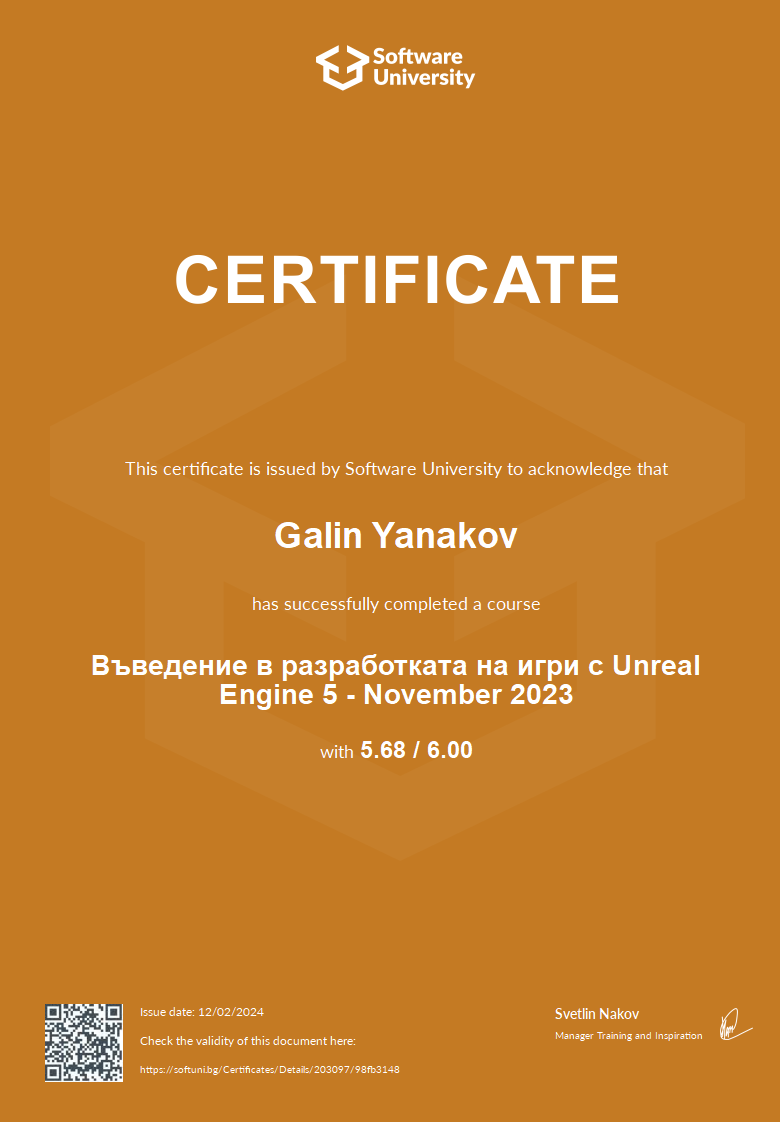 Software
University
CERTIFICATE
This certificate is issued by Software University to acknowledge that
Galin Yanakov
has successfully completed a course
Въведение в разработката на игри с Unreal
Engine 5 - November 2023
with 5.68 / 6.00
Issue date: 12/02/2024
Check the validity of this document here:
https://softuni.bg/Certificates/Details/203097/98fb3148
Svetlin Nakov
Manager Training and Inspiration